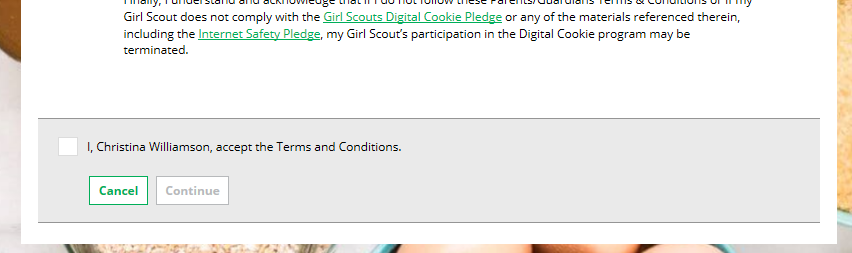 Finally, I understand and acknowledge that if I do not follow these Parents/Guardians Terms & Conditions or if my
Girl Scout does not comply with the Girl Scouts Digital Cookie Pledge or any of the materials referenced therein,
including the Internet Safety Pledge, my Girl Scout’s participation in the Digital Cookie program may be
terminated.
I, Christina Williamson, accept the Terms and Conditions.
Cancel Continue